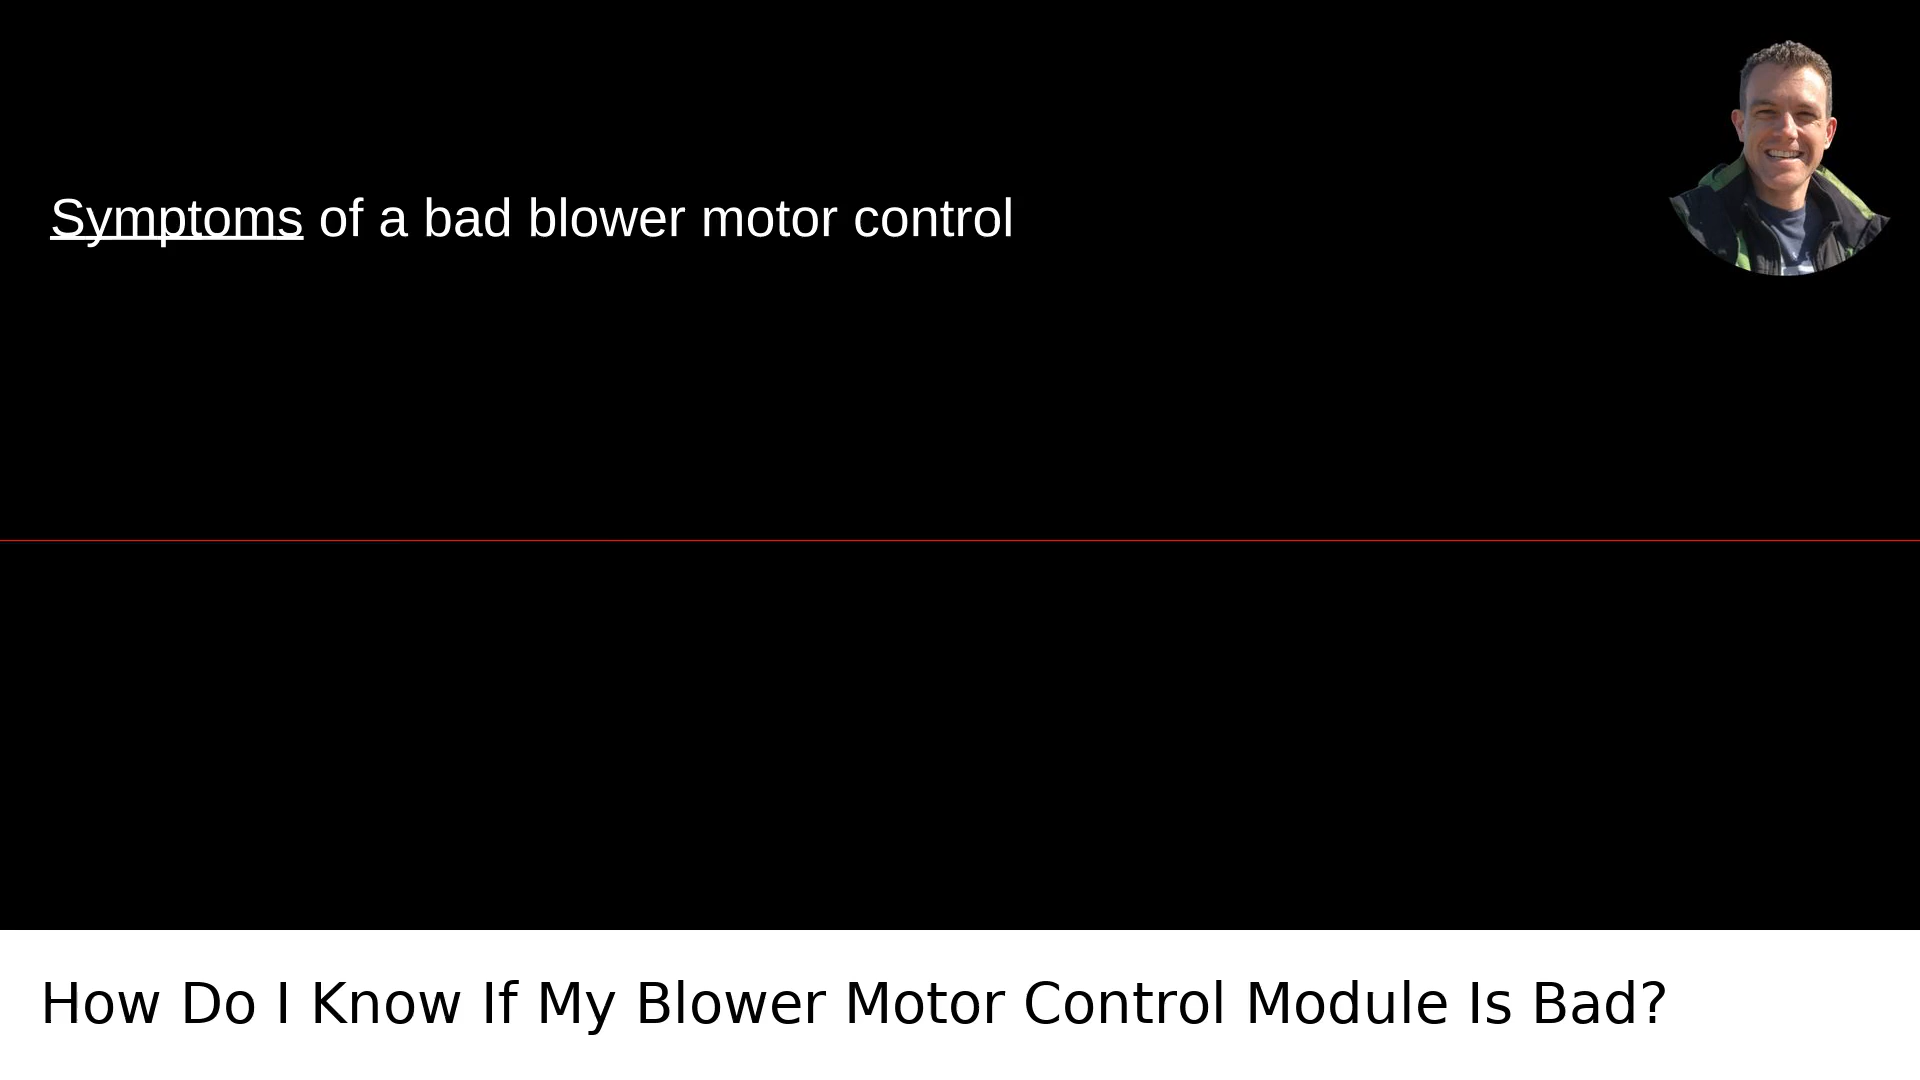 Symptoms of a bad blower motor control
How Do I Know If My Blower Motor Control Module Is Bad?